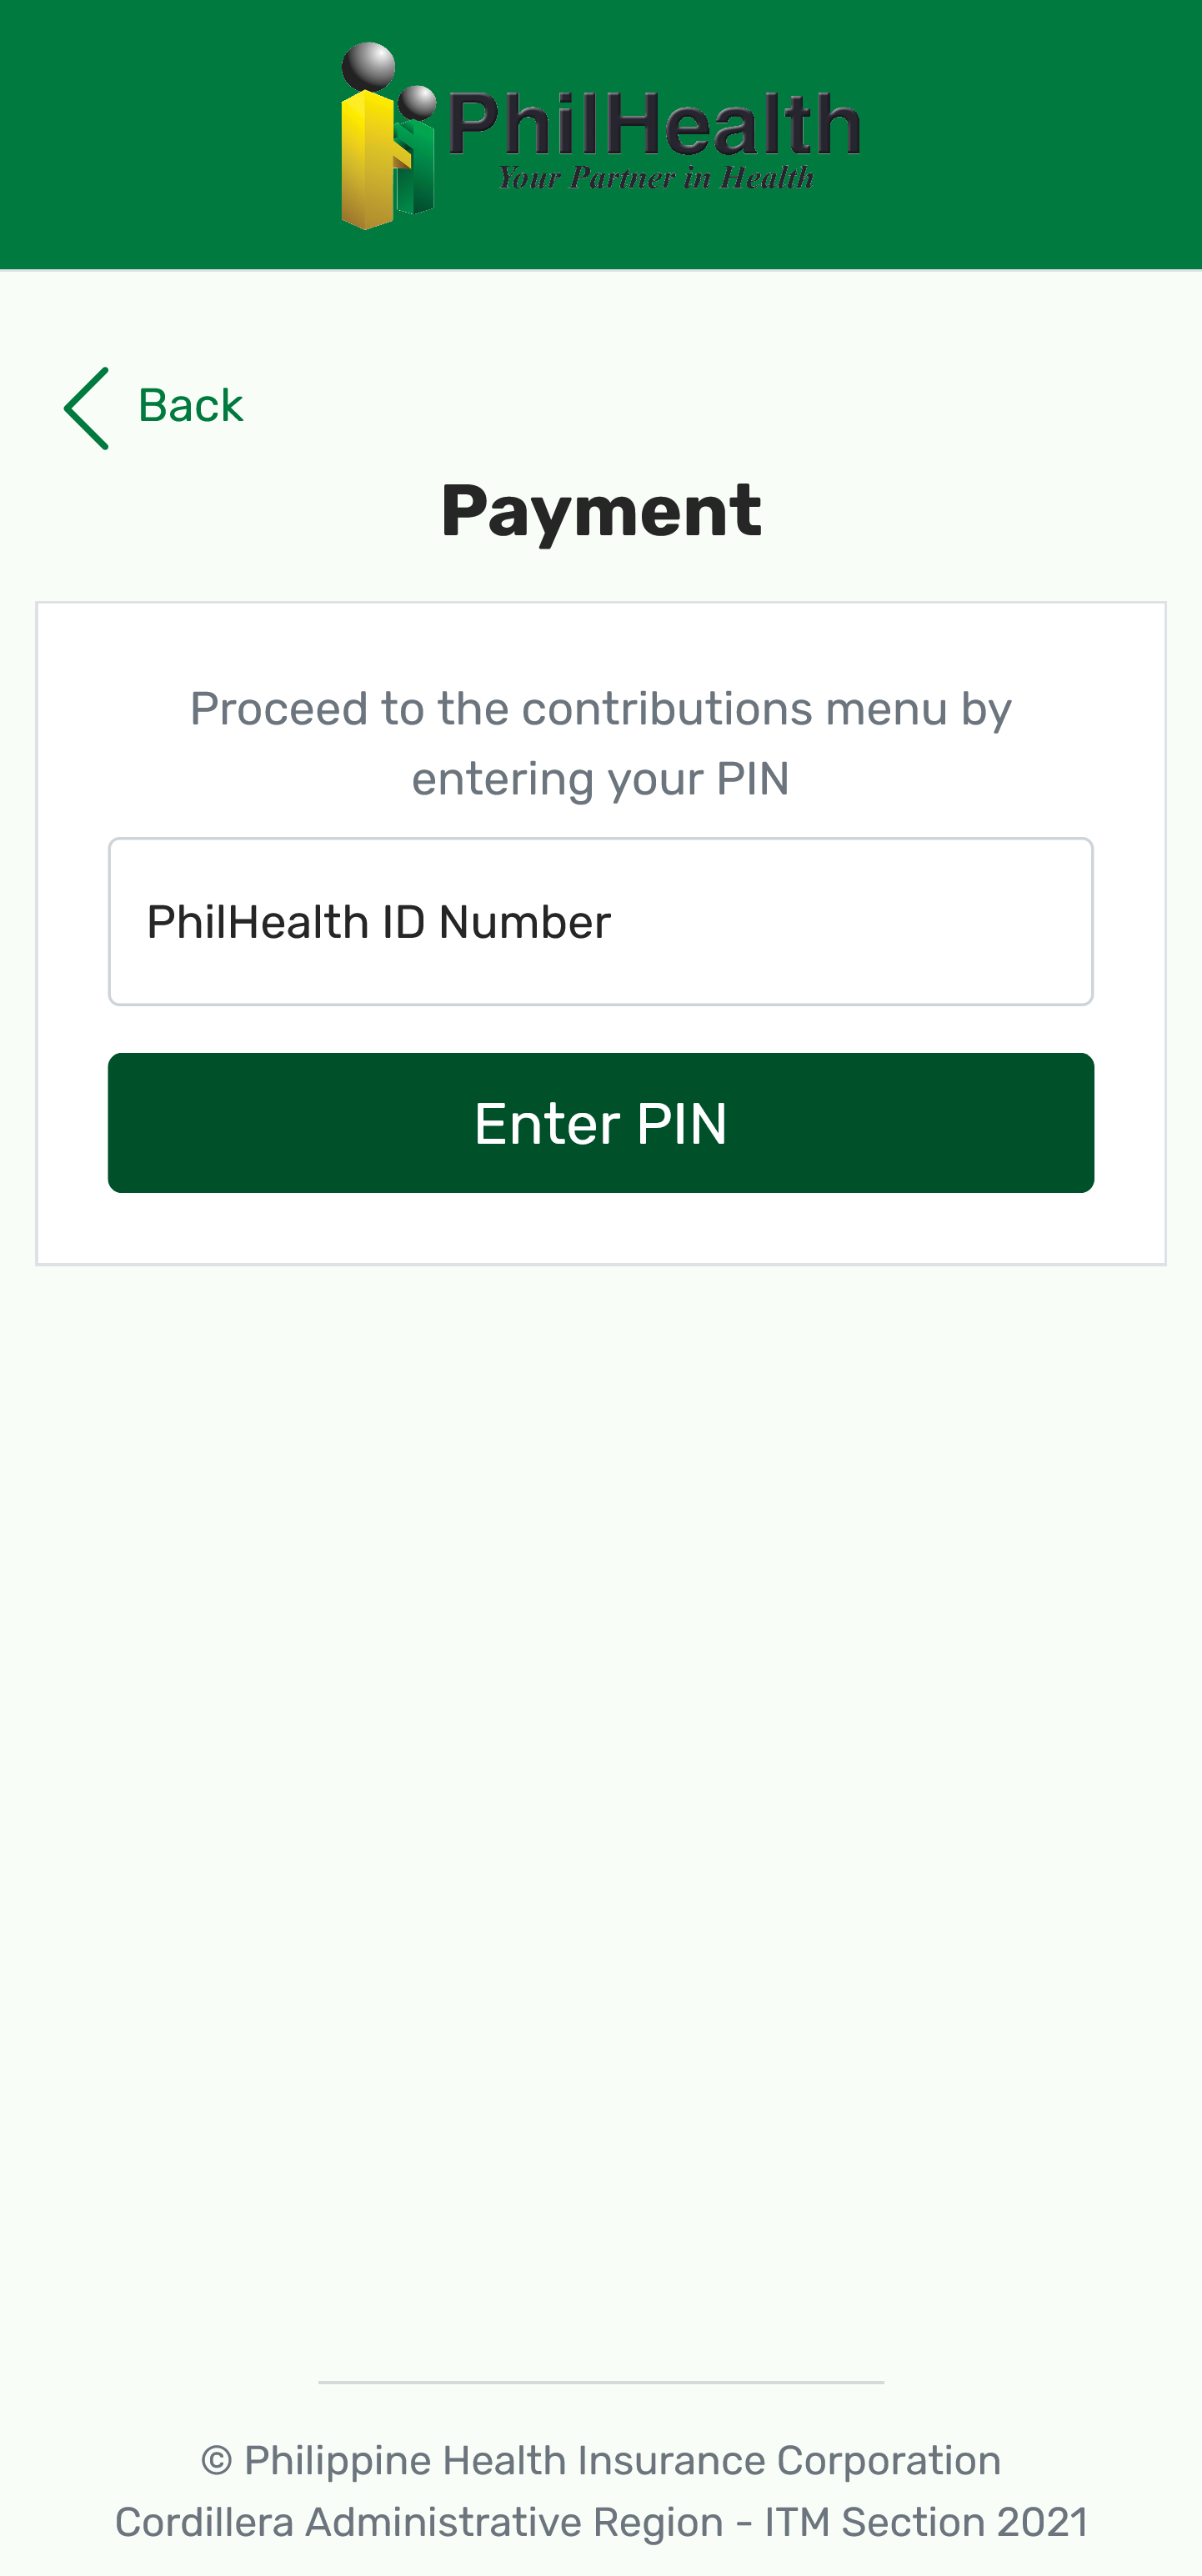 PhilHealth
Your Partner in Health
Back
Payment
Proceed to the contributions menu by
entering your PIN
PhilHealth ID Number
Enter PIN
© Philippine Health Insurance Corporation
Cordillera Administrative Region - ITM Section 2021